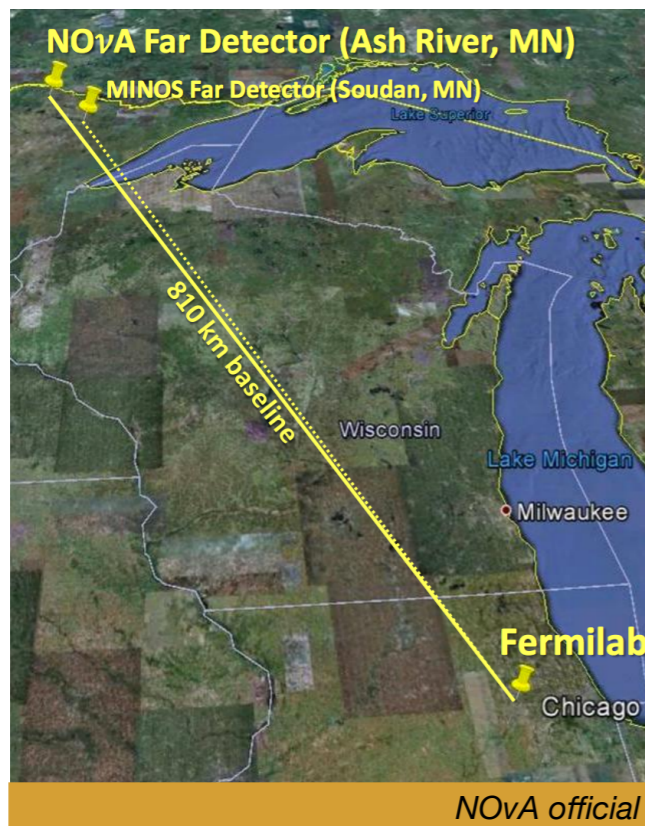 NOνA Far Detector (Ash River, MN)
MINOS Far Detector (Soudan, MN)
Lake Superior
810 km baseline
Wisconsin
Lake Michigan
Milwaukee
Fermilab
Chicago
NOvA official